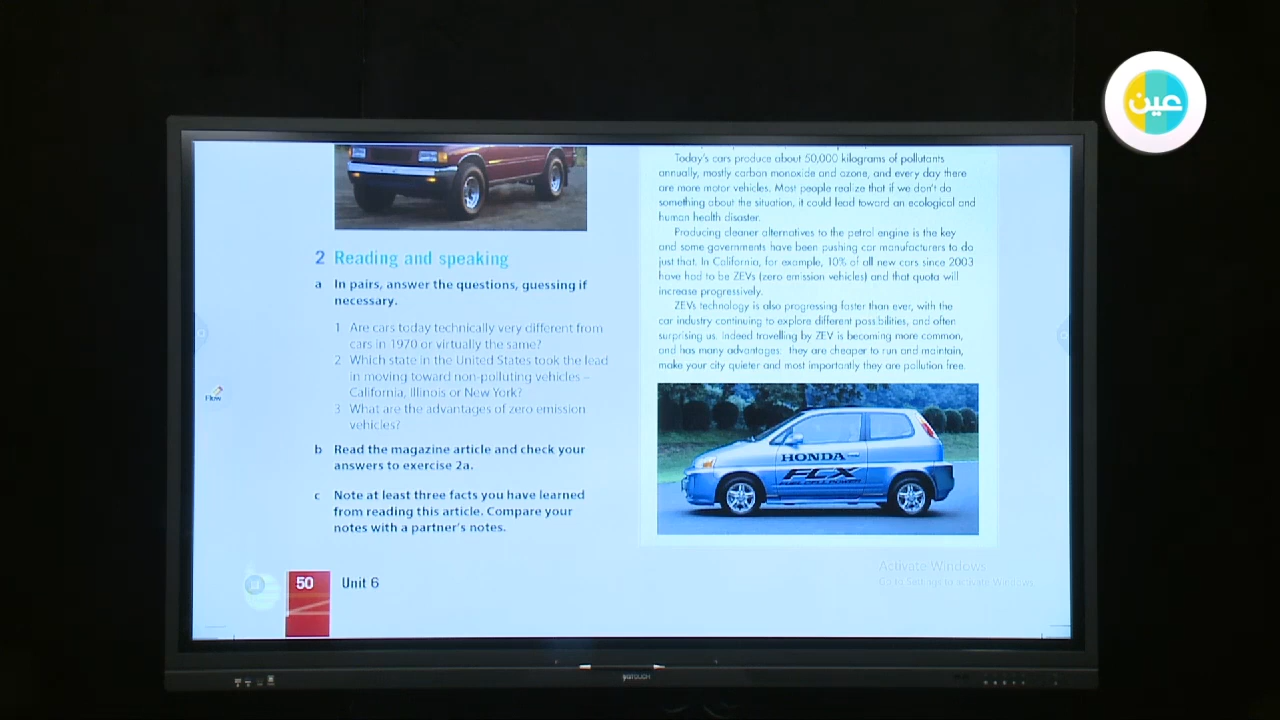 عين
2 Reading and speaking
a In pairs, answer the questions, guessing if
necessary.
1 Are cars today technically very different from
cars in 1970 or virtually the same?
2 Which state in the United States took the lead
in moving toward non-polluting vehicles –
California, Illinois or New York?
3 What are the advantages of zero emission
vehicles?
b Read the magazine article and check your
answers to exercise 2a.
c Note at least three facts you have learned
from reading this article. Compare your
notes with a partner's notes.
50 Unit 6
Today's cars produce about 50,000 kilograms of pollutants
annually, mostly carbon monoxide and ozone, and every day there
are more motor vehicles. Most people realize that if we don't do
something about the situation, it could lead toward an ecological and
human health disaster.
Producing cleaner alternatives to the petrol engine is the key
and some governments have been pushing car manufacturers to do
just that. In California, for example, 10% of all new cars since 2003
have had to be ZEVs (zero emission vehicles) and that quota will
increase progressively.
ZEVs technology is also progressing faster than ever, with the
car industry continuing to explore different possibilities, and often
surprising us. Indeed travelling by ZEV is becoming more common,
and has many advantages: they are cheaper to run and maintain,
make your city quieter and most importantly they are pollution free.
HONDA
FCX
FUEL CELL POWER
Activate Windows
Go to Settings to activate Windows.
Flow